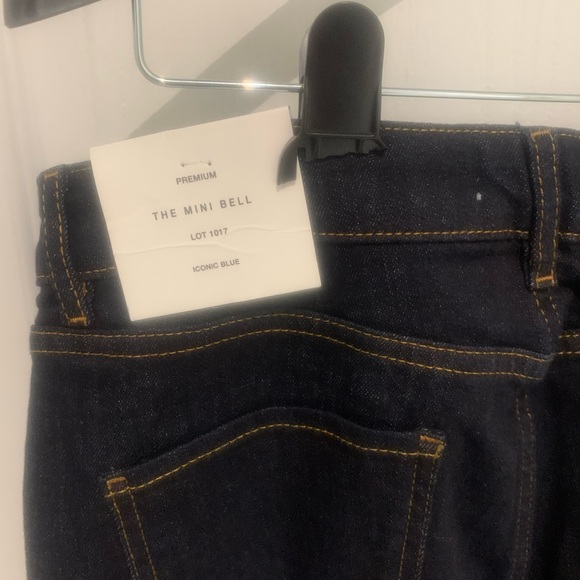 PREMIUM
THE MINI BELL
LOT 1017
ICONIC BLUE